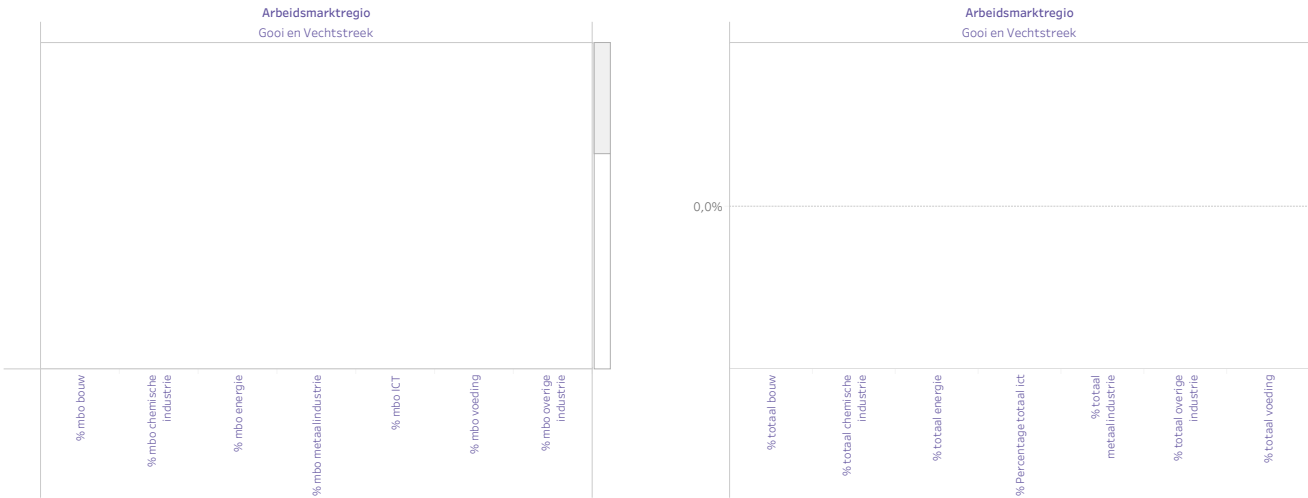 Arbeidsmarktregio
Gooi en Vechtstreek
% mbo bouw
% mbo chemische
industrie
% mbo energie
% mbo metaalindustrie
% mbo ICT
% mbo voeding
% mbo overige
industrie
Arbeidsmarktregio
Gooi en Vechtstreek
0,0%
% totaal bouw
% totaal chemische
industrie
% totaal energie
% Percentage totaal ict
% totaal
metaalindustrie
% totaal overige
industrie
% totaal voeding